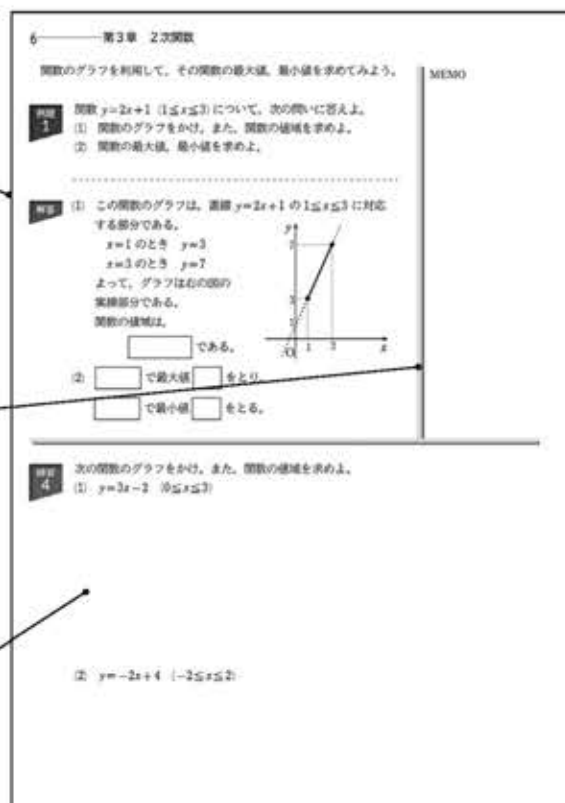 6 第3章 2次関数
関数のグラフを利用して,その関数の最大値,最小値を求めてみよう。
MEMO
例題 1 関数 y=2x+1 (1≦x≦3) について,次の問いに答えよ。
(1) 関数のグラフをかけ。また,関数の値域を求めよ。
(2) 関数の最大値,最小値を求めよ。
解答 (1) この関数のグラフは,直線 y=2x+1 の 1≦x≦3 に対応
する部分である。
x=1 のとき y=3
x=3 のとき y=7
よって,グラフは右の図の
実線部分である。
関数の値域は,
である。
y
7
3
1
O 1 3 x
(2) で最大値 をとり
で最小値 をとる。
練習 4 次の関数のグラフをかけ。また,関数の値域を求めよ。
(1) y=3x−2 (0≦x≦3)
(2) y=−2x+4 (−2≦x≦2)